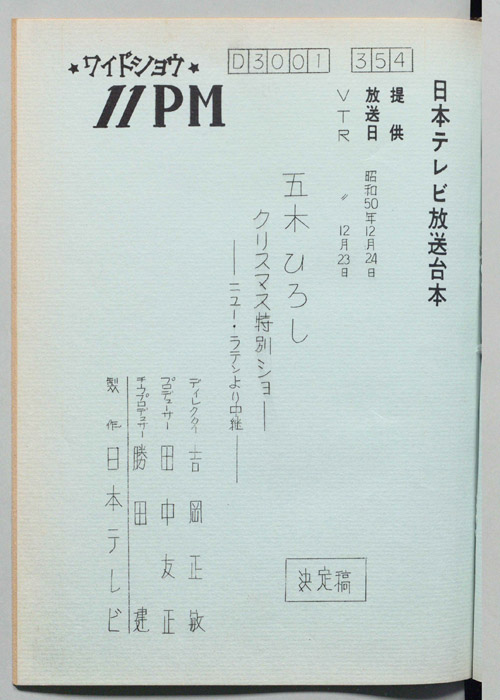 日本テレビ放送台本
★ワイドショウ★
11PM
D3001 354
提供
放送日 昭和50年12月24日
VTR 〃 12月23日
五木ひろし
クリスマス特別ショー
―ニュー・ラテンより中継―
ディレクター 吉岡正敏
プロデューサー 田中友正
チーフプロデューサー 勝田建
製作 日本テレビ
決定稿